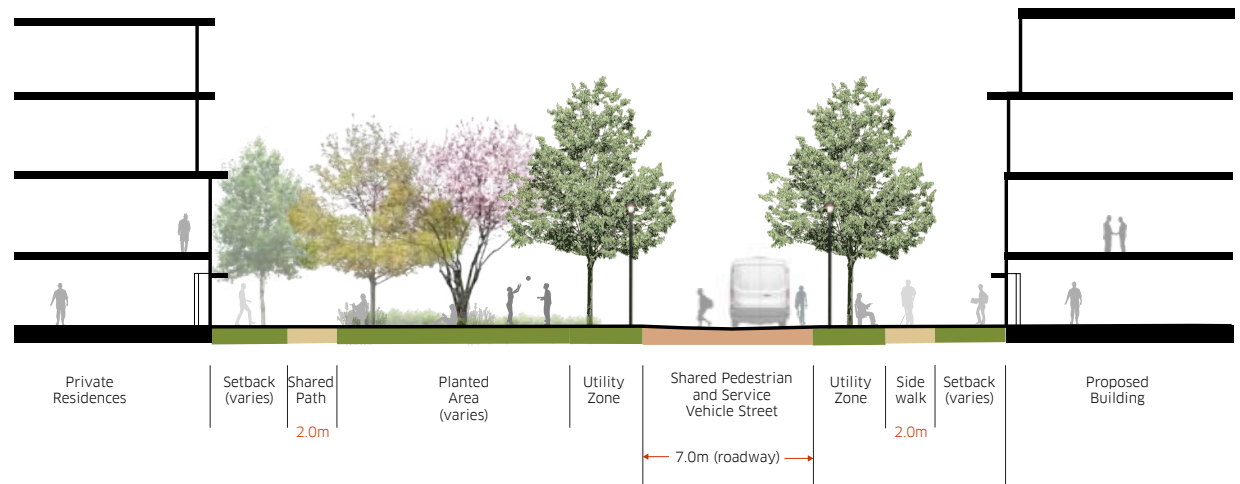 Private
Residences
Setback
(varies)
Shared
Path
2.0m
Planted
Area
(varies)
Utility
Zone
Shared Pedestrian
and Service
Vehicle Street
7.0m (roadway)
Utility
Zone
Side
walk
2.0m
Setback
(varies)
Proposed
Building